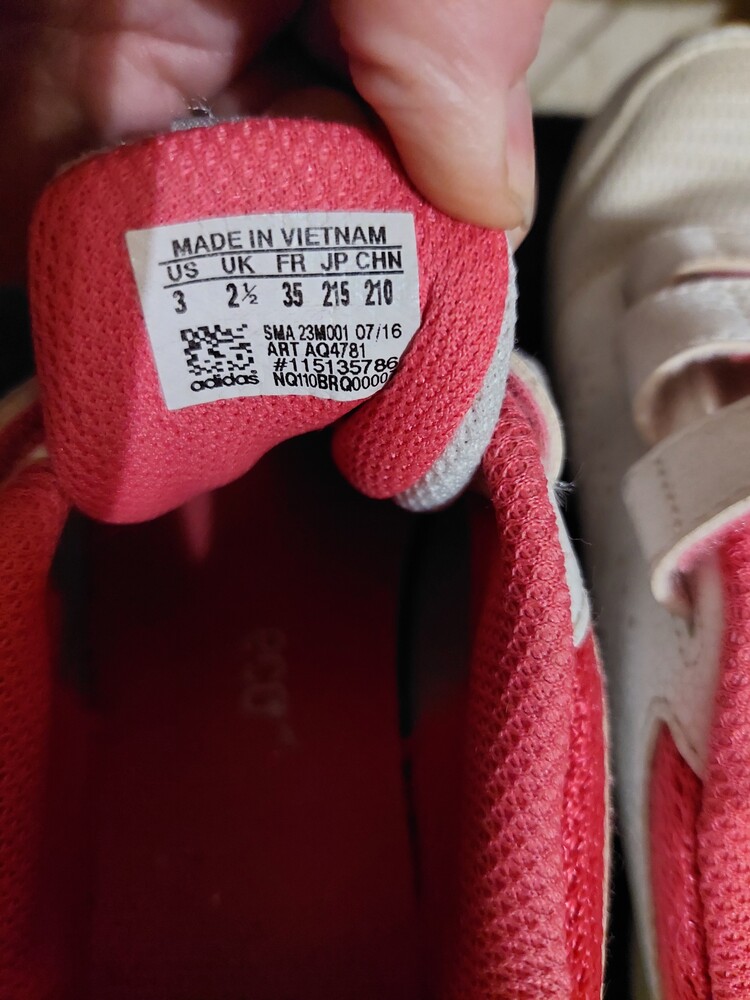 MADE IN VIETNAM
US UK FR JP CHN
3 2½ 35 215 210
SMA 23M001 07/16
ART AQ4781
#115135786
adidas